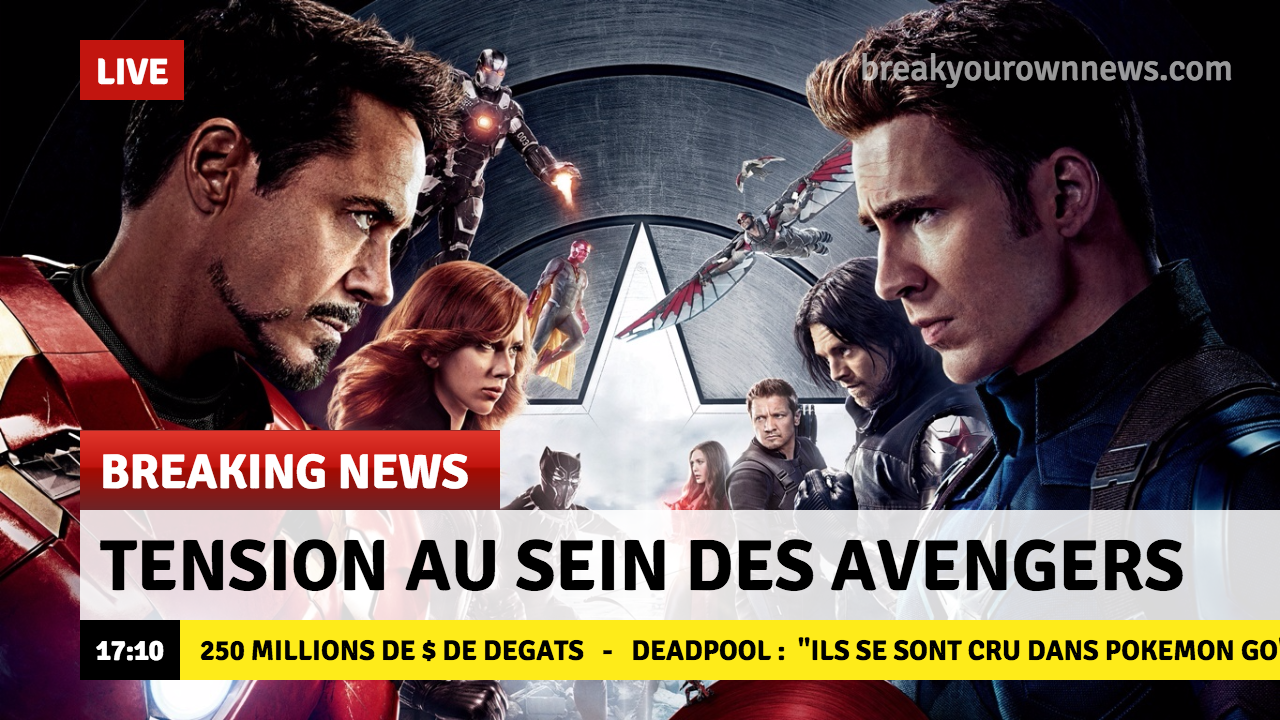 LIVE
breakyourownnews.com
BREAKING NEWS
TENSION AU SEIN DES AVENGERS
17:10
250 MILLIONS DE $ DE DEGATS - DEADPOOL : "ILS SE SONT CRU DANS POKEMON GO